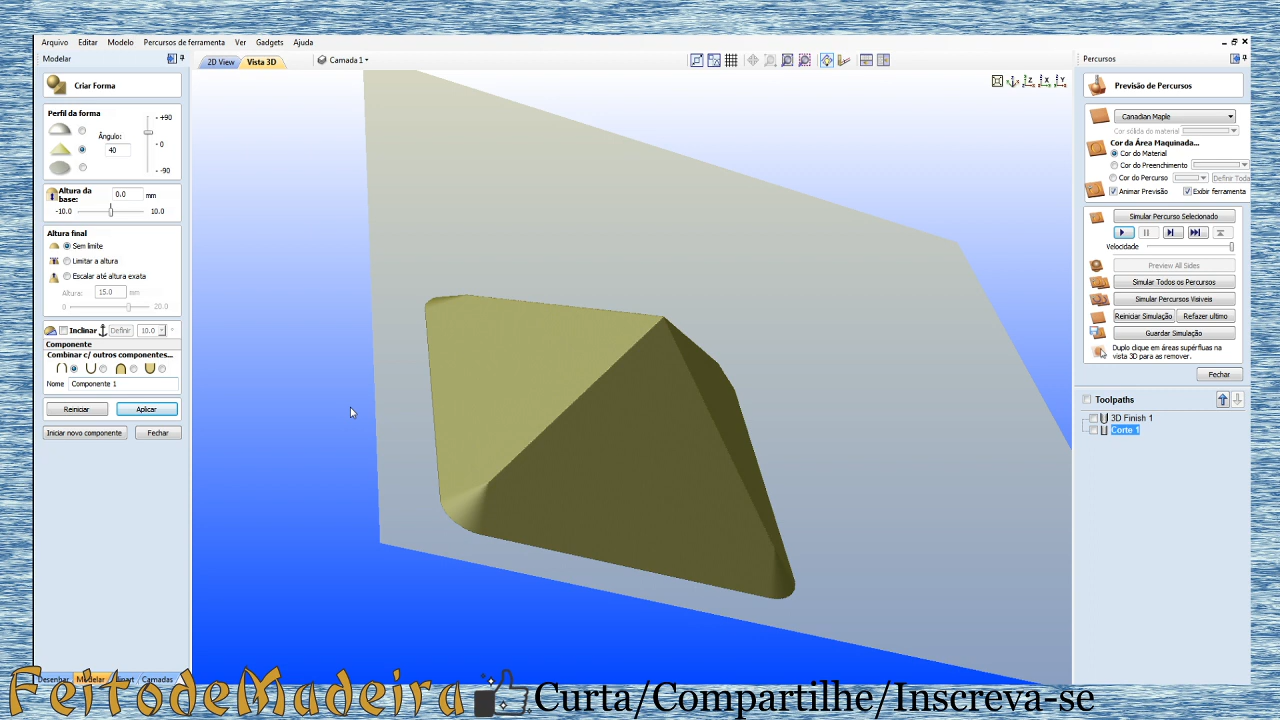 Arquivo Editar Modelo Percursos de ferramenta Ver Gadgets Ajuda
Modelar
2D View Vista 3D Camada 1
Criar Forma
Perfil da forma
Ângulo:
40
+90
0
-90
Altura da base: 0.0 mm
-10.0 10.0
Altura final
Sem limite
Limitar a altura
Escalar até altura exata
Altura: 15.0 mm
0 20.0
Inclinar Definir 10.0 °
Componente
Combinar c/ outros componentes...
Nome Componente 1
Reiniciar Aplicar
Iniciar novo componente Fechar
Desenhar Modelar Camadas
Percursos
Previsão de Percursos
Canadian Maple
Cor sólida do material
Cor da Área Maquinada...
Cor do Material
Cor do Preenchimento
Cor do Percurso Definir Toda
Animar Previsão Exibir ferramenta
Simular Percurso Selecionado
Velocidade
Preview All Sides
Simular Todos os Percursos
Simular Percursos Visiveis
Reiniciar Simulação Refazer ultimo
Guardar Simulação
Duplo clique em áreas supérfluas na
vista 3D para as remover.
Fechar
Toolpaths
3D Finish 1
Corte 1
FeitodeMadeira Curta/Compartilhe/Inscreva-se